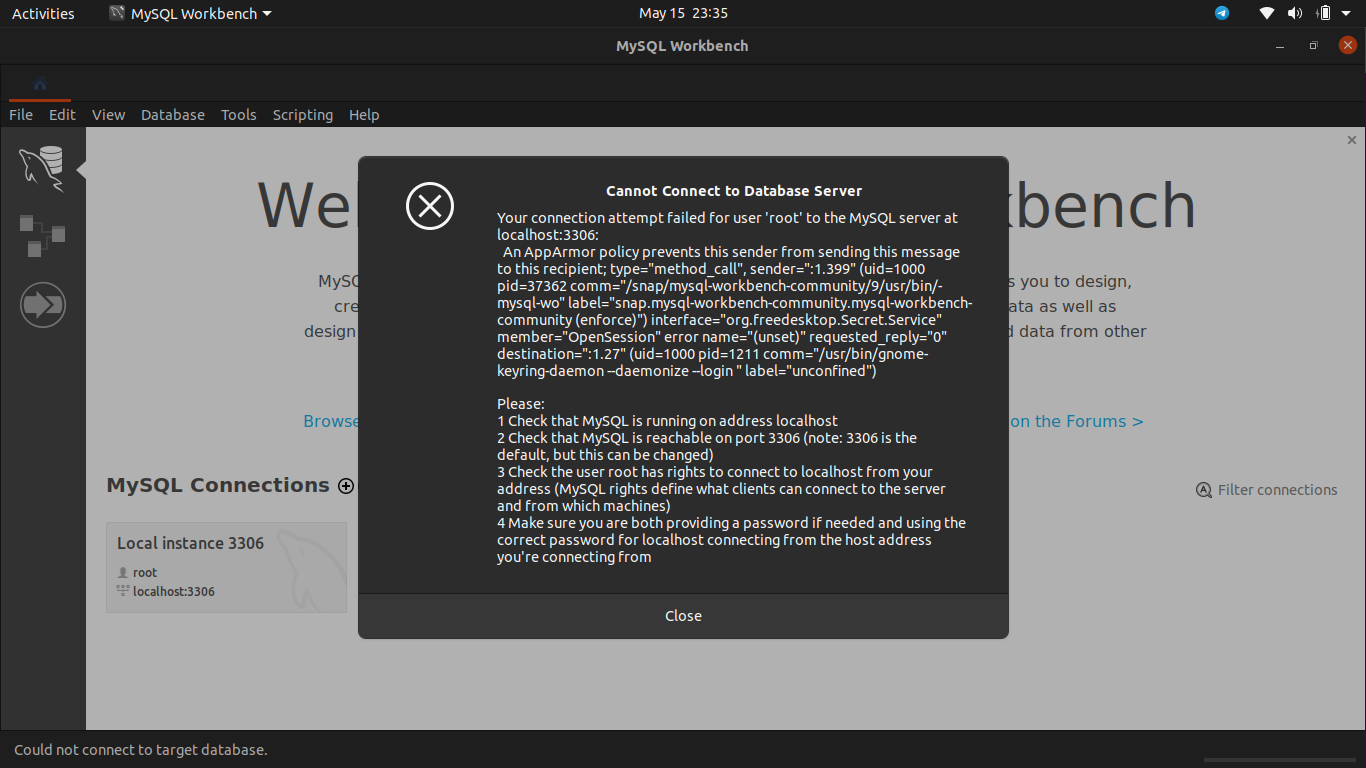 Activities
MySQL Workbench
May 15 23:35
MySQL Workbench
File Edit View Database Tools Scripting Help
We
kbench
Cannot Connect to Database Server
Your connection attempt failed for user 'root' to the MySQL server at
localhost:3306:
An AppArmor policy prevents this sender from sending this message
to this recipient; type="method_call", sender=":1.399" (uid=1000
pid=37362 comm="/snap/mysql-workbench-community/9/usr/bin/-
mysql-wo" label="snap.mysql-workbench-community.mysql-workbench-
community (enforce)") interface="org.freedesktop.Secret.Service"
member="OpenSession" error name="(unset)" requested_reply="0"
destination=":1.27" (uid=1000 pid=1211 comm="/usr/bin/gnome-
keyring-daemon --daemonize --login " label="unconfined")
Please:
1 Check that MySQL is running on address localhost
2 Check that MySQL is reachable on port 3306 (note: 3306 is the
default, but this can be changed)
3 Check the user root has rights to connect to localhost from your
address (MySQL rights define what clients can connect to the server
and from which machines)
4 Make sure you are both providing a password if needed and using the
correct password for localhost connecting from the host address
you're connecting from
Close
MySQ
s you to design,
cre
ata as well as
design
d data from other
Browse
on the Forums >
MySQL Connections
Filter connections
Local instance 3306
root
localhost:3306
Could not connect to target database.